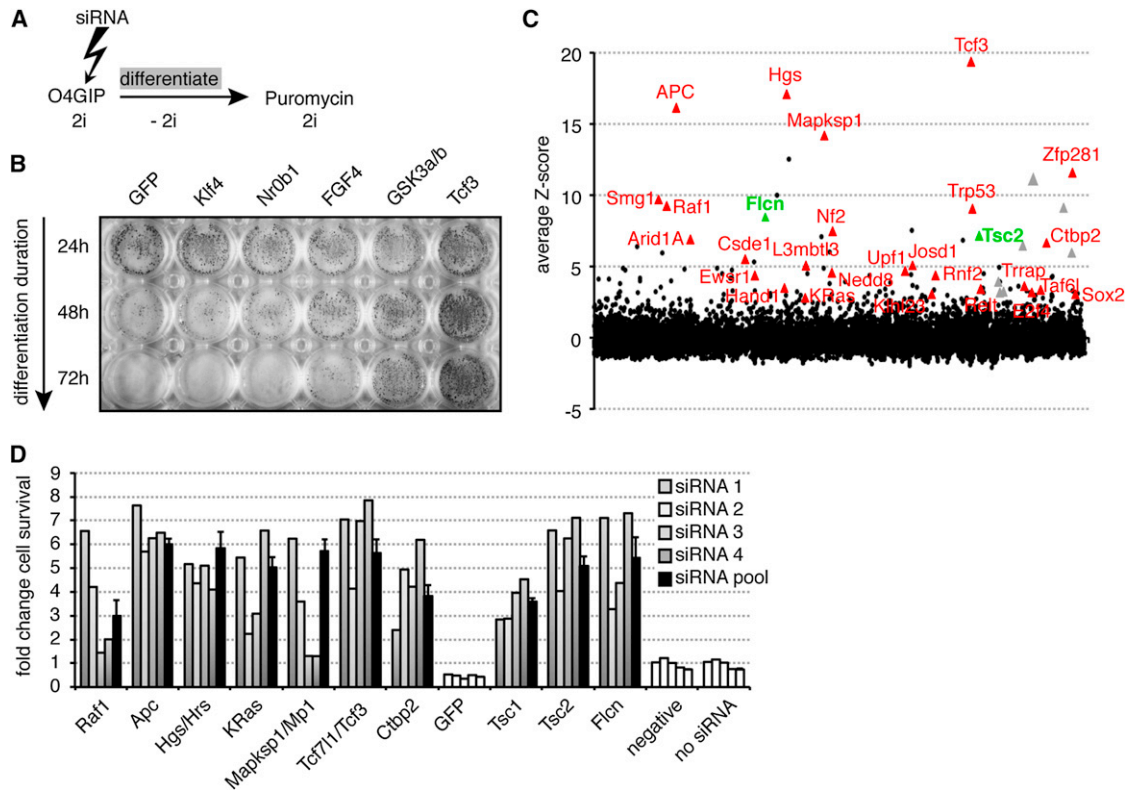 A
siRNA
differentiate
O4GIP
Puromycin
2i
- 2i
2i
B
GFP
Klf4
Nr0b1
FGF4
GSK3a/b
Tcf3
differentiation duration
24h
48h
72h
C
average Z-score
20
15
10
5
0
-5
Tcf3
Hgs
APC
Mapksp1
Zfp281
Smg1
Raf1
Flcn
Trp53
Nf2
Tsc2
Ctbp2
Arid1A
Csde1
L3mbtl3
Upf1
Josd1
Ewsr1
Nedd8
Rnf2
Trrap
Taf6l
Hand1
KRas
Klhl23
E2f4
Sox2
D
fold change cell survival
9
8
7
6
5
4
3
2
1
0
siRNA 1
siRNA 2
siRNA 3
siRNA 4
siRNA pool
Raf1
Apc
Hgs/Hrs
KRas
Mapksp1/Mp1
Tcf7l1/Tcf3
Ctbp2
GFP
Tsc1
Tsc2
Flcn
negative
no siRNA